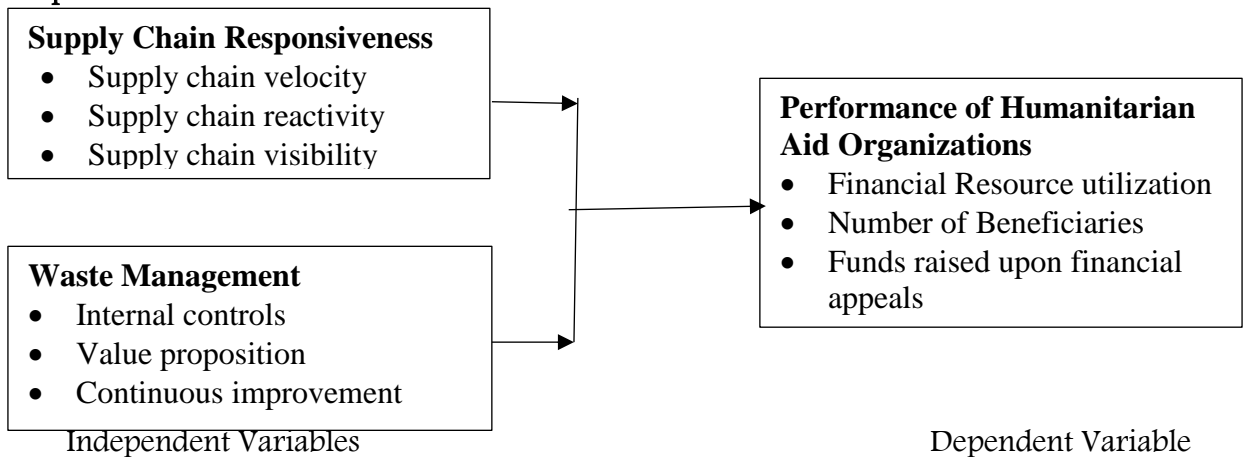 Supply Chain Responsiveness
• Supply chain velocity
• Supply chain reactivity
• Supply chain visibility
Waste Management
• Internal controls
• Value proposition
• Continuous improvement
Performance of Humanitarian
Aid Organizations
• Financial Resource utilization
• Number of Beneficiaries
• Funds raised upon financial
appeals
Independent Variables
Dependent Variable